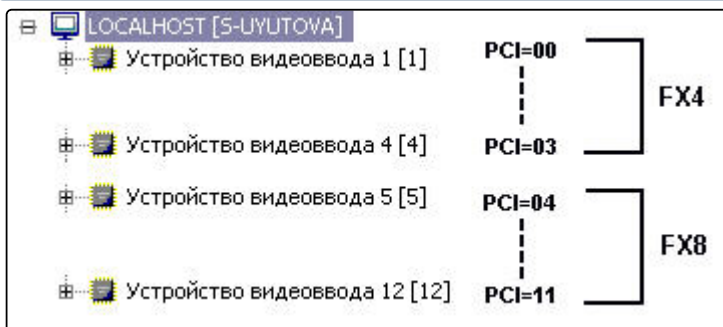 LOCALHOST [S-UYUTOVA]
Устройство видеоввода 1 [1] PCI=00
FX4
Устройство видеоввода 4 [4] PCI=03
Устройство видеоввода 5 [5] PCI=04
FX8
Устройство видеоввода 12 [12] PCI=11